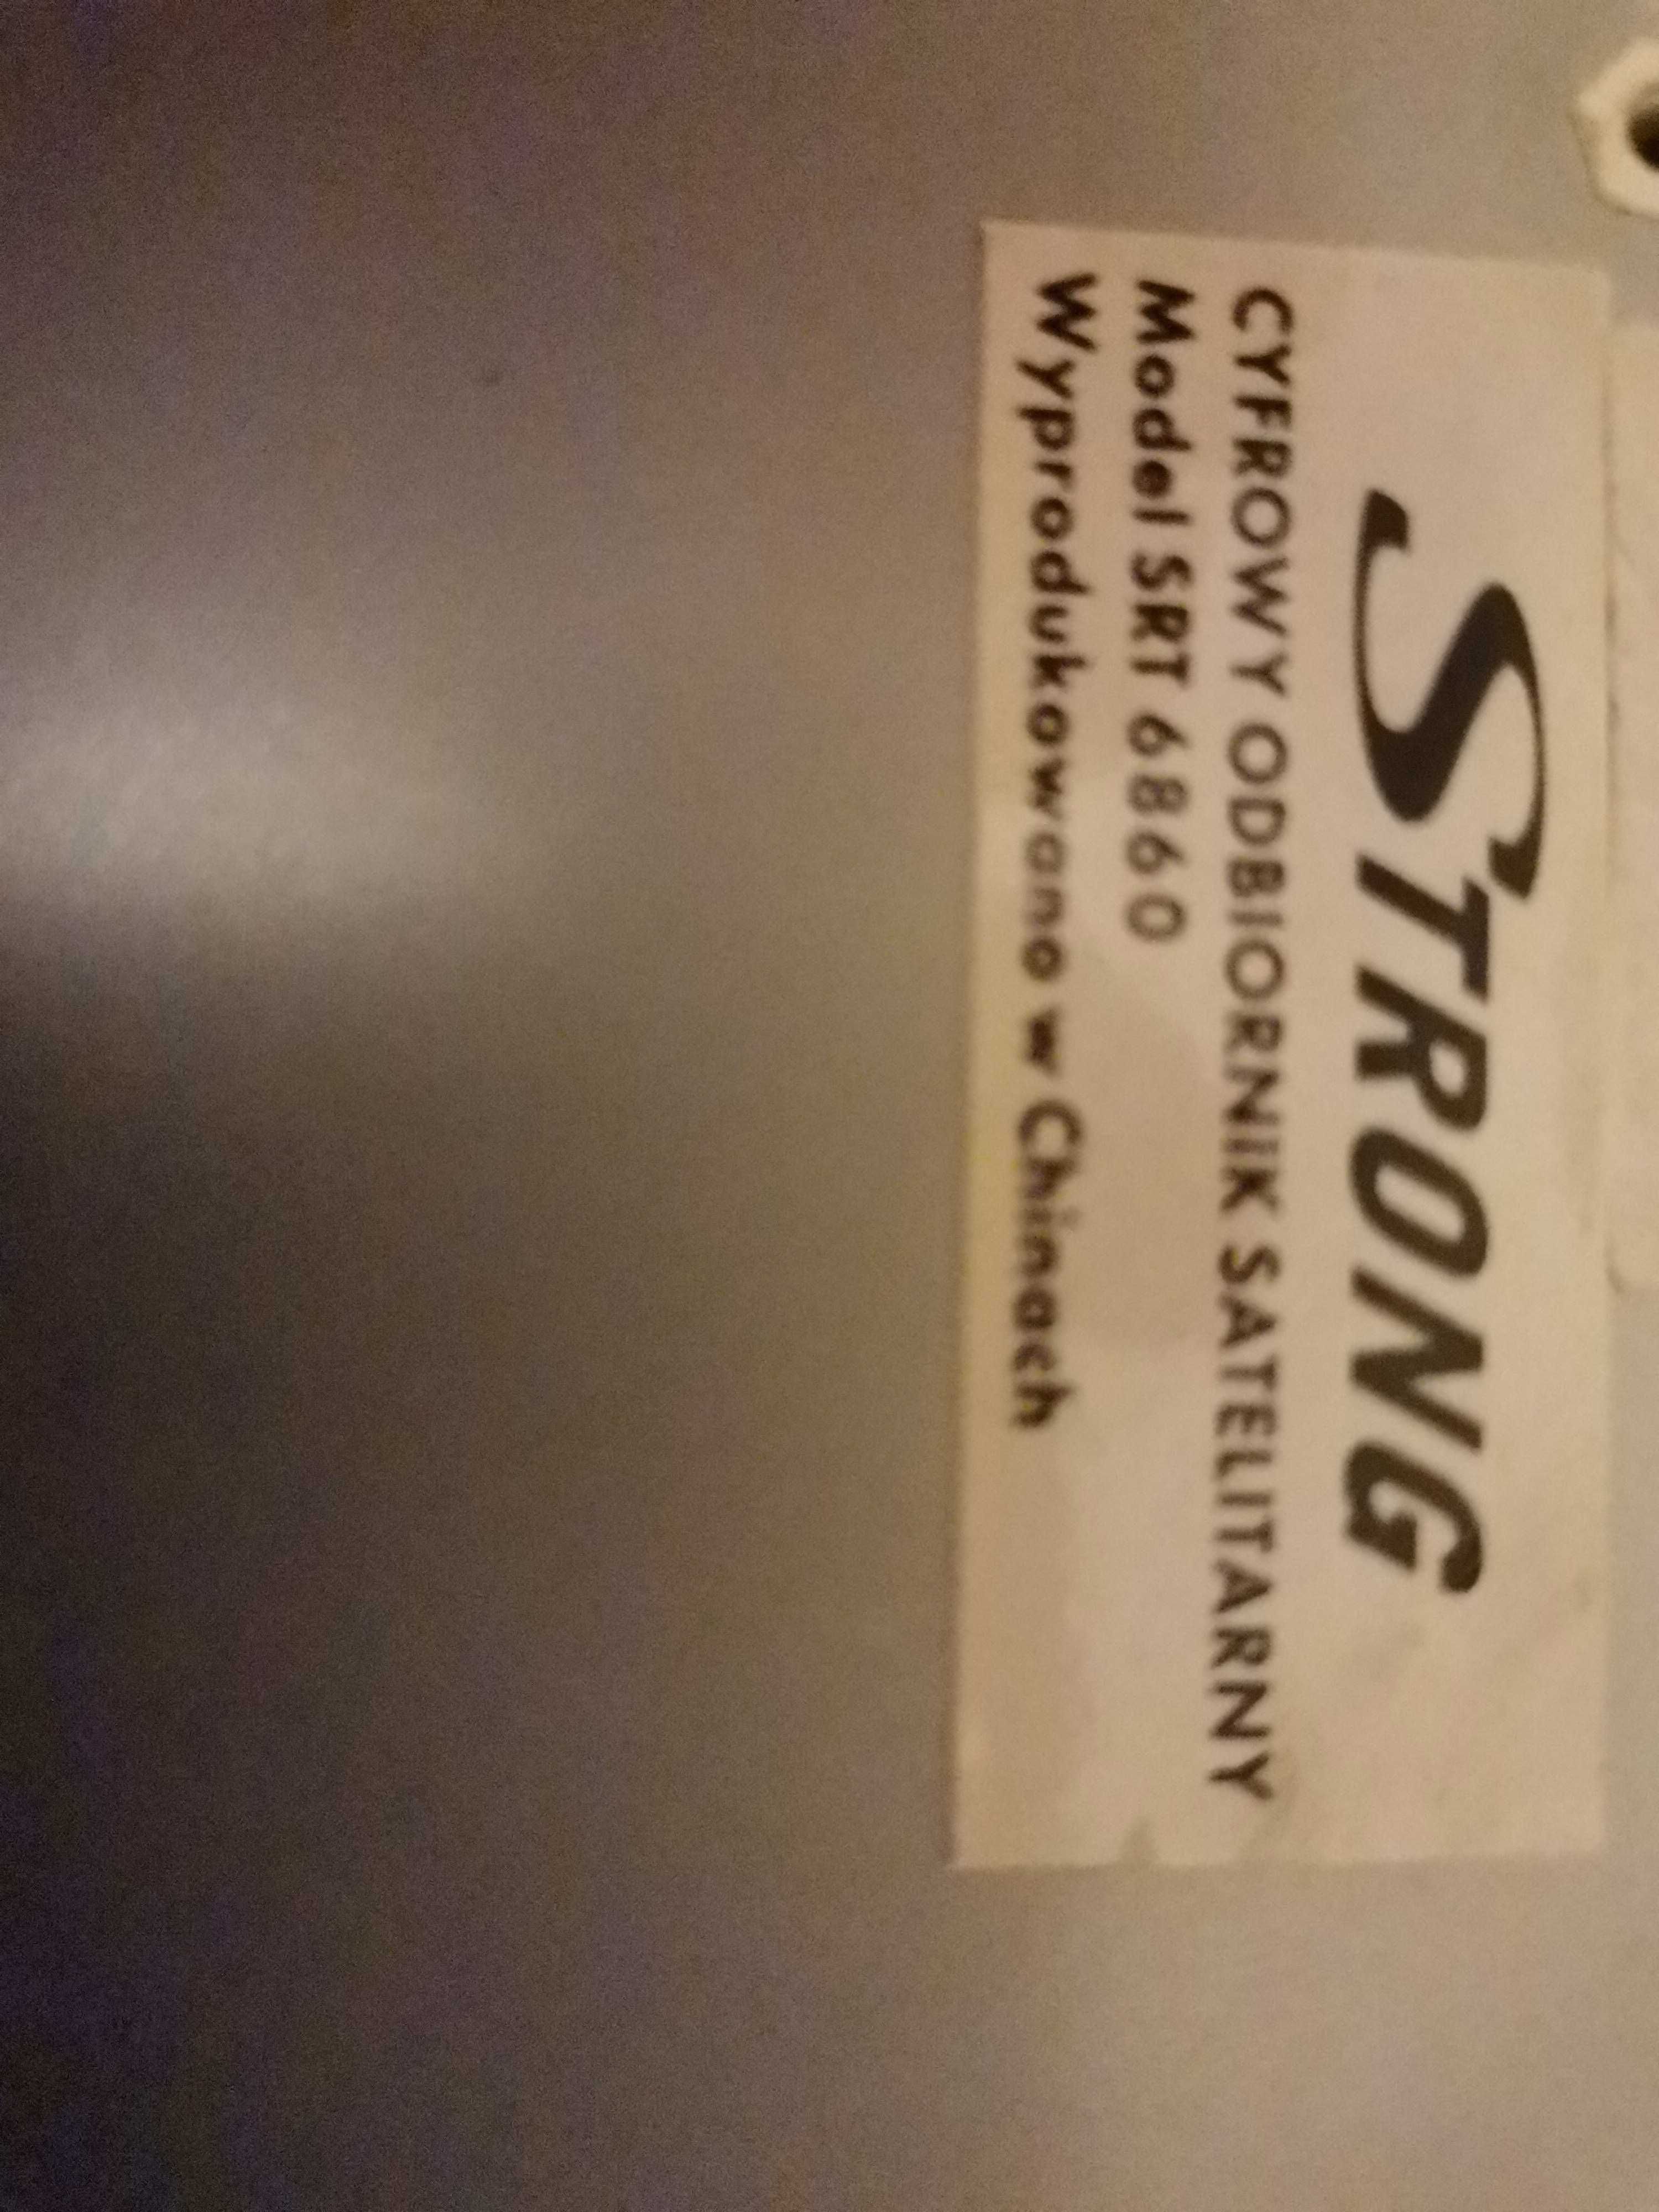 STRONG
CYFROWY ODBIORNIK SATELITARNY
Model SRT 6860
Wyprodukowano w Chinach